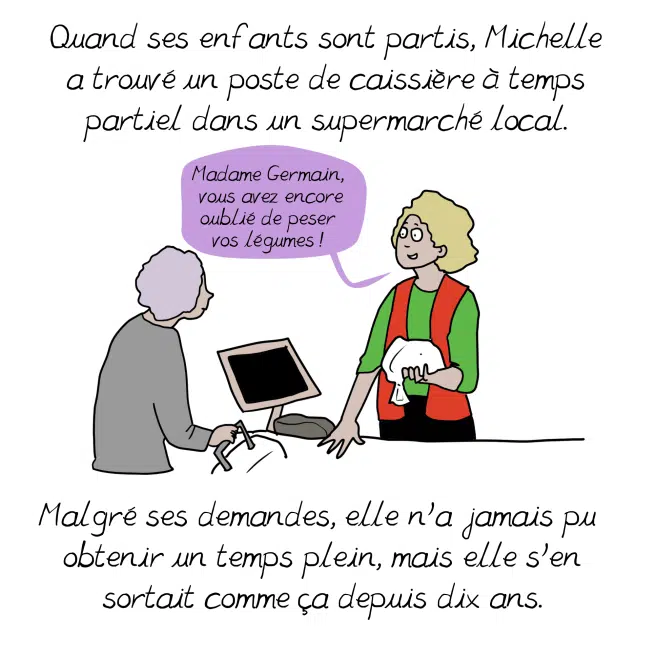 Quand ses enfants sont partis, Michelle
a trouvé un poste de caissière à temps
partiel dans un supermarché local.
Madame Germain,
vous avez encore
oublié de peser
vos légumes !
Malgré ses demandes, elle n'a jamais pu
obtenir un temps plein, mais elle s'en
sortait comme ça depuis dix ans.